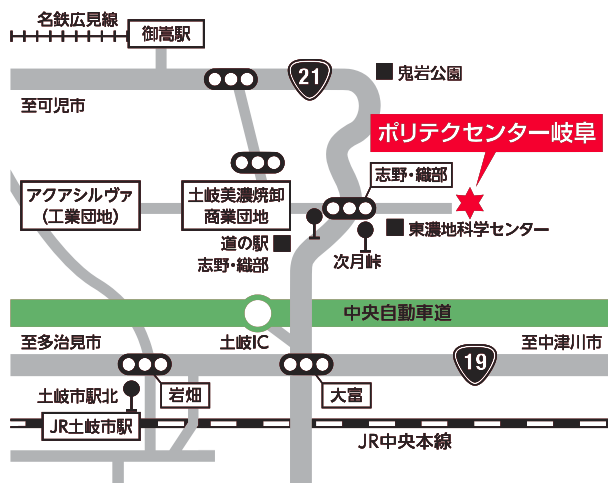 名鉄広見線
御嵩駅
21
鬼岩公園
至可児市
ポリテクセンター岐阜
志野・織部
アクアシルヴァ
(工業団地)
土岐美濃焼卸
商業団地
東濃地科学センター
道の駅
志野・織部
次月峠
中央自動車道
至多治見市
土岐IC
至中津川市
19
土岐市駅北
岩畑
大富
JR土岐市駅
JR中央本線